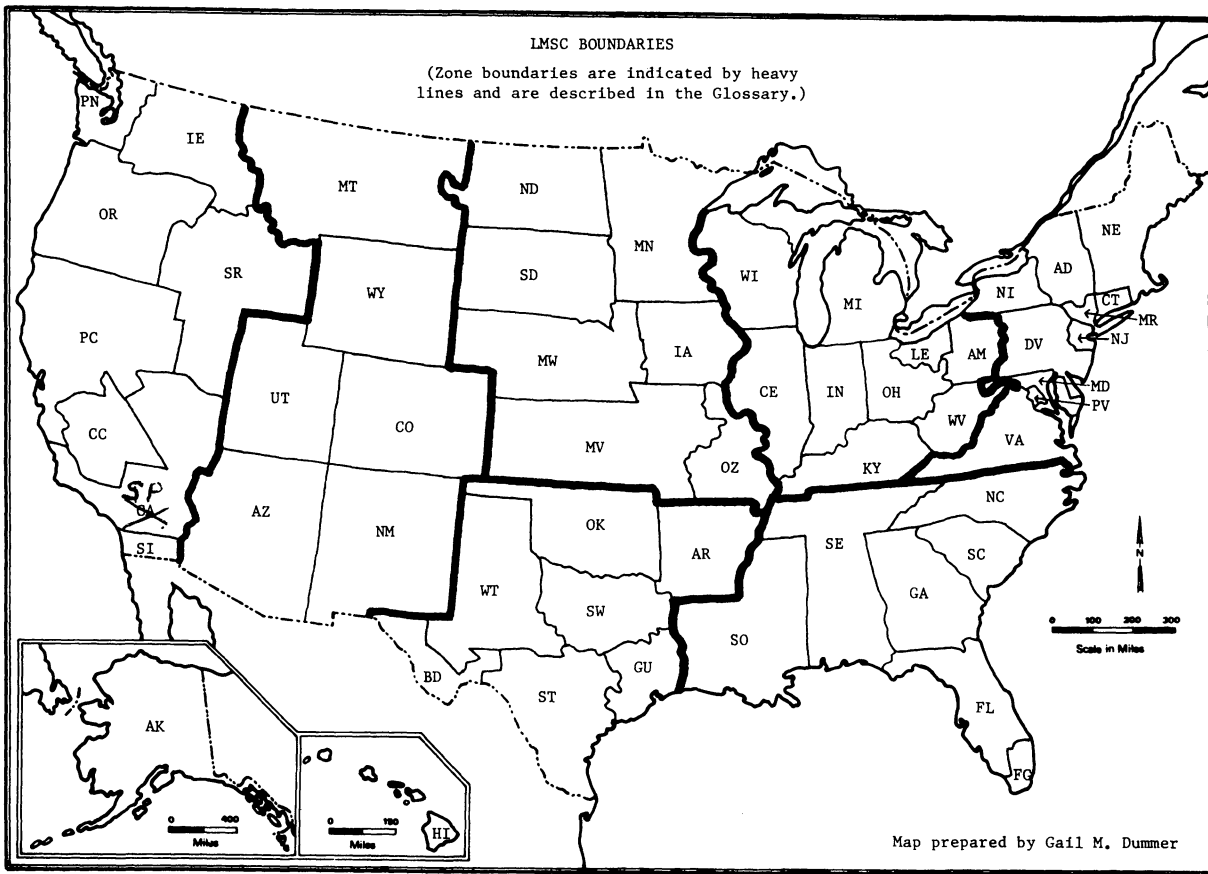 LMSC BOUNDARIES
(Zone boundaries are indicated by heavy
lines and are described in the Glossary.)
PN
IE
MT
ND
OR
MN
NE
SR
SD
WI
AD
WY
MI
NI
CT
MR
PC
NJ
IA
DV
MW
LE
AM
MD
UT
CE
IN
OH
PV
CO
WV
CC
VA
MV
OZ
KY
SP
NC
AZ
OK
NM
SE
SI
AR
SC
WT
GA
SW
N
0 100 200 300
Scale in Miles
SO
GU
BD
ST
FL
AK
FG
0 400
Miles
0 150
Miles
HI
Map prepared by Gail M. Dummer